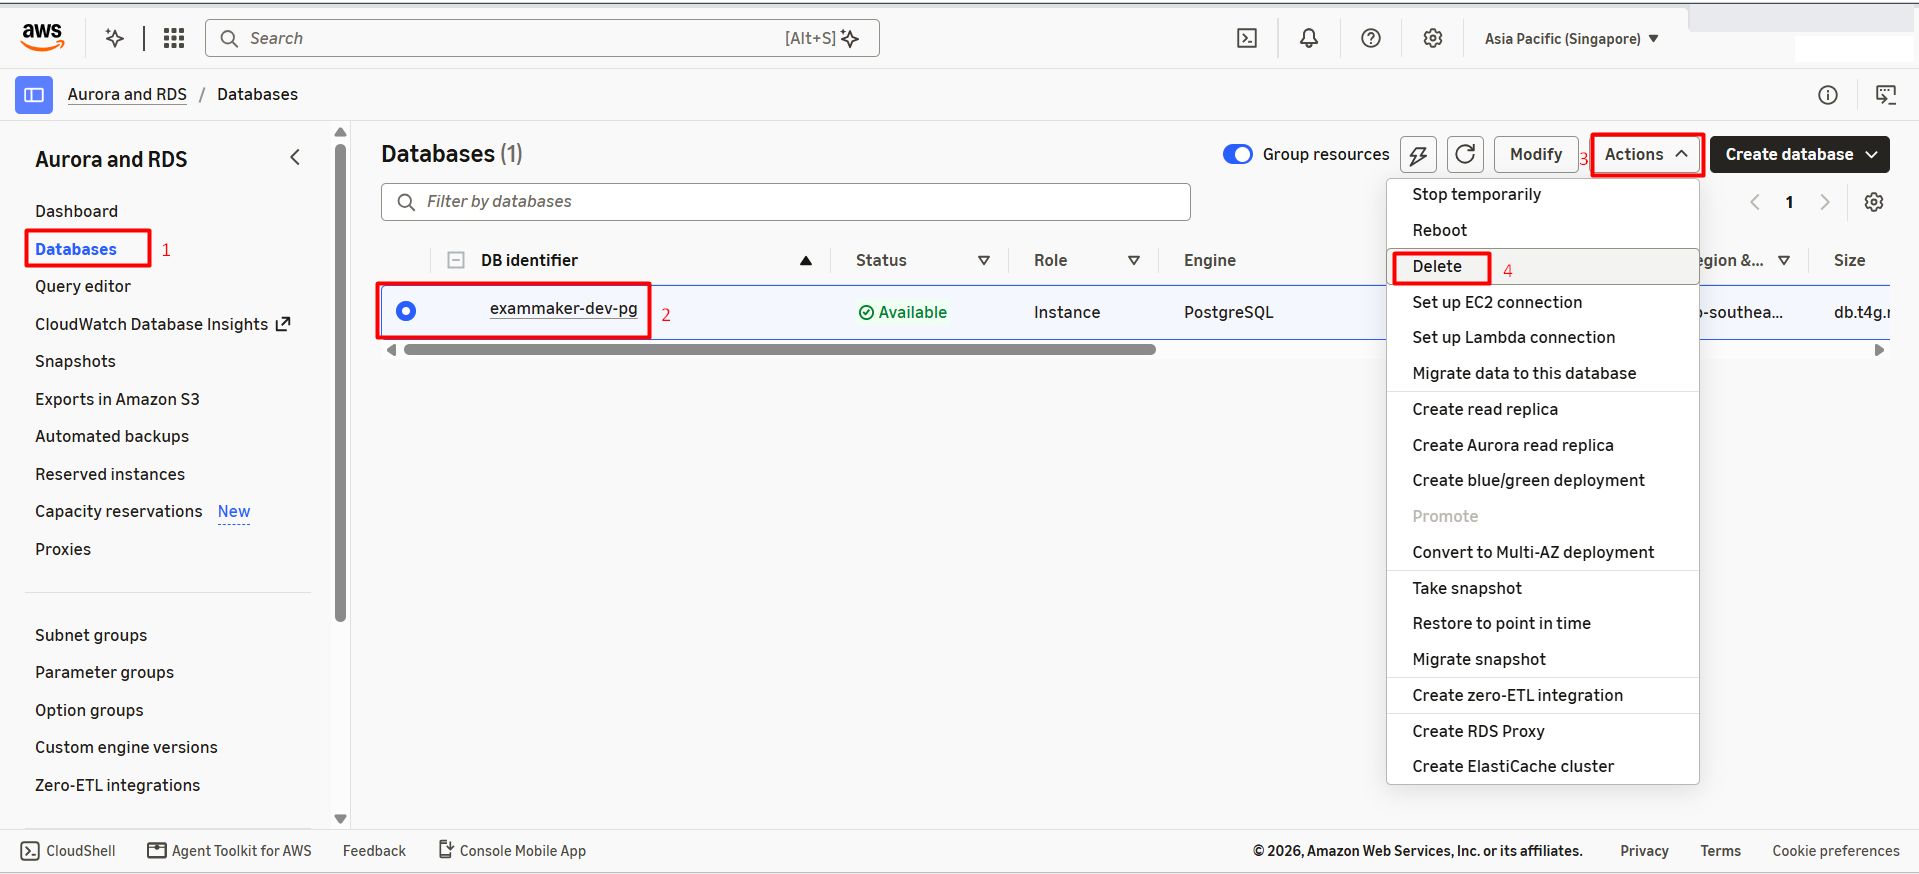 aws
Search [Alt+S]
Asia Pacific (Singapore)
Aurora and RDS / Databases
Aurora and RDS
Dashboard
Databases 1
Query editor
CloudWatch Database Insights
Snapshots
Exports in Amazon S3
Automated backups
Reserved instances
Capacity reservations New
Proxies
Subnet groups
Parameter groups
Option groups
Custom engine versions
Zero-ETL integrations
Databases (1)
Group resources
Modify
3 Actions
Create database
Filter by databases
1
DB identifier Status Role Engine egion &... Size
exammaker-dev-pg 2 Available Instance PostgreSQL o-southea... db.t4g.r
Stop temporarily
Reboot
Delete 4
Set up EC2 connection
Set up Lambda connection
Migrate data to this database
Create read replica
Create Aurora read replica
Create blue/green deployment
Promote
Convert to Multi-AZ deployment
Take snapshot
Restore to point in time
Migrate snapshot
Create zero-ETL integration
Create RDS Proxy
Create ElastiCache cluster
CloudShell Agent Toolkit for AWS Feedback Console Mobile App
© 2026, Amazon Web Services, Inc. or its affiliates. Privacy Terms Cookie preferences